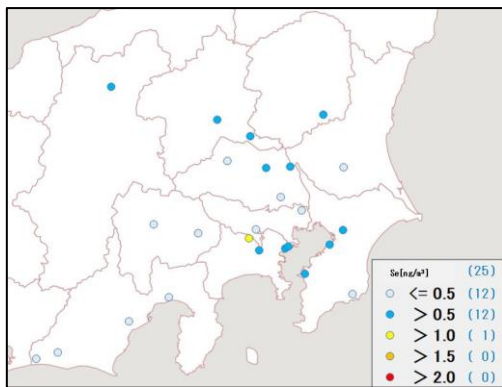 Se[ng/m³] (25)
<= 0.5 (12)
> 0.5 (12)
> 1.0 ( 1)
> 1.5 ( 0)
> 2.0 ( 0)